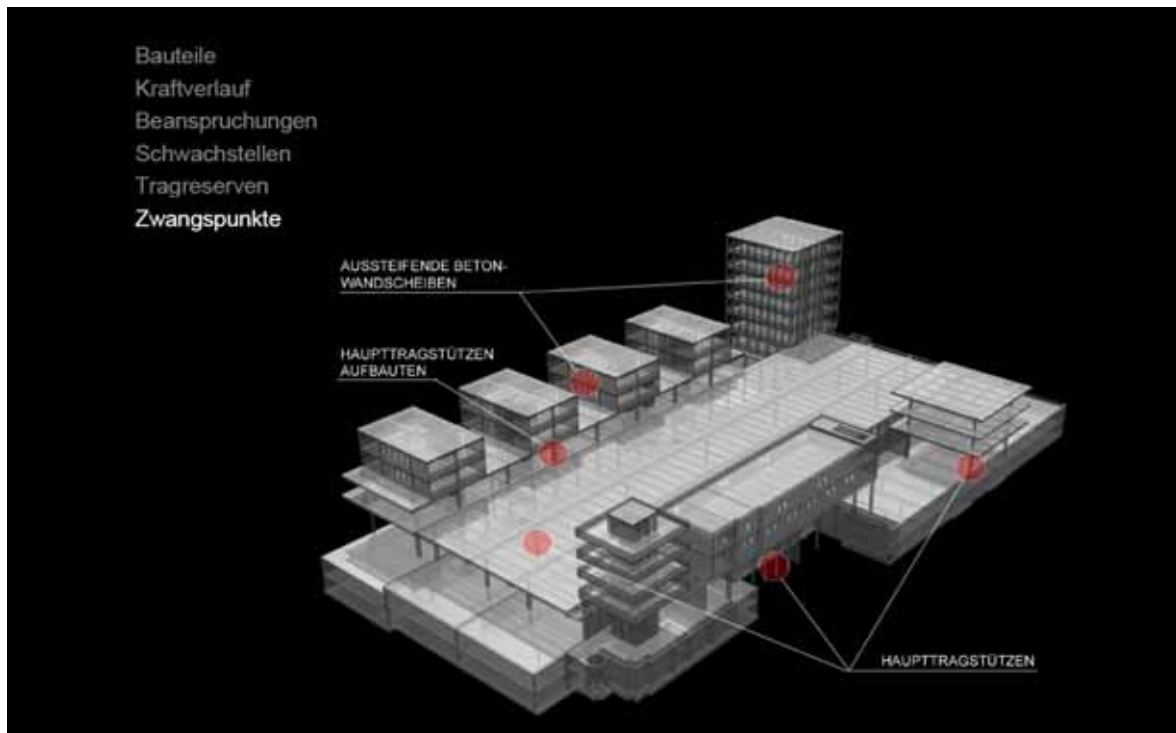 Bauteile
Kraftverlauf
Beanspruchungen
Schwachstellen
Tragreserven
Zwangspunkte
AUSSTEIFENDE BETON-
WANDSCHEIBEN
HAUPTTRAGSTÜTZEN
AUFBAUTEN
HAUPTTRAGSTÜTZEN